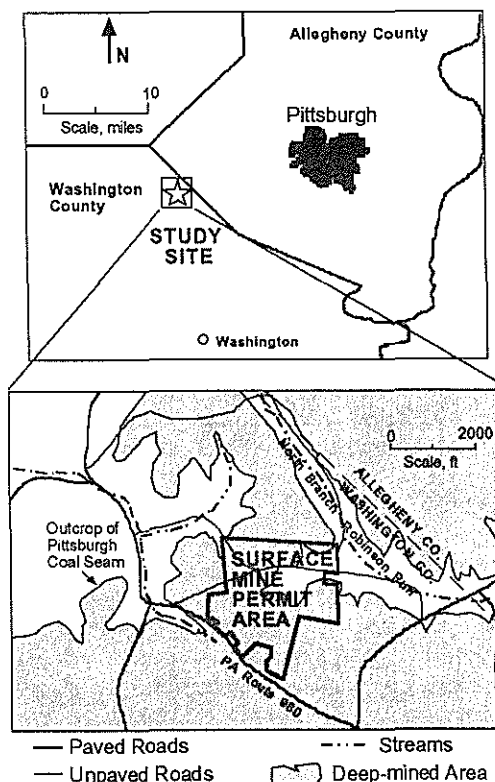 Allegheny County
N
0 10
Scale, miles
Pittsburgh
Washington
County
STUDY
SITE
Washington
0 2000
Scale, ft
ALLEGHENY CO.
WASHINGTON CO.
North Branch Robinson Run
Outcrop of
Pittsburgh
Coal Seam
SURFACE
MINE
PERMIT
AREA
PA Route 980
Paved Roads
Streams
Unpaved Roads
Deep-mined Area